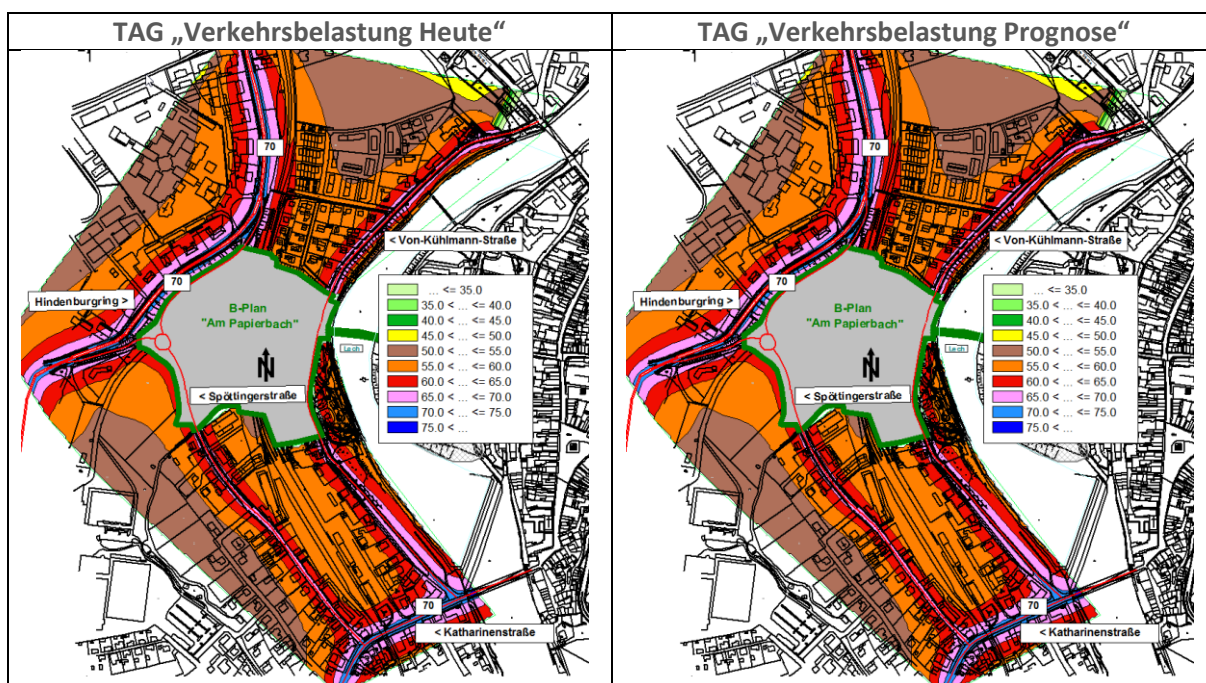 TAG „Verkehrsbelastung Heute“
70
< Von-Kühlmann-Straße
70
Hindenburgring >
B-Plan
"Am Papierbach"
N
Lech
< Spöttingerstraße
... <= 35.0
35.0 < ... <= 40.0
40.0 < ... <= 45.0
45.0 < ... <= 50.0
50.0 < ... <= 55.0
55.0 < ... <= 60.0
60.0 < ... <= 65.0
65.0 < ... <= 70.0
70.0 < ... <= 75.0
75.0 < ...
70
< Katharinenstraße
TAG „Verkehrsbelastung Prognose“
70
< Von-Kühlmann-Straße
70
Hindenburgring >
B-Plan
"Am Papierbach"
N
Lech
< Spöttingerstraße
... <= 35.0
35.0 < ... <= 40.0
40.0 < ... <= 45.0
45.0 < ... <= 50.0
50.0 < ... <= 55.0
55.0 < ... <= 60.0
60.0 < ... <= 65.0
65.0 < ... <= 70.0
70.0 < ... <= 75.0
75.0 < ...
70
< Katharinenstraße